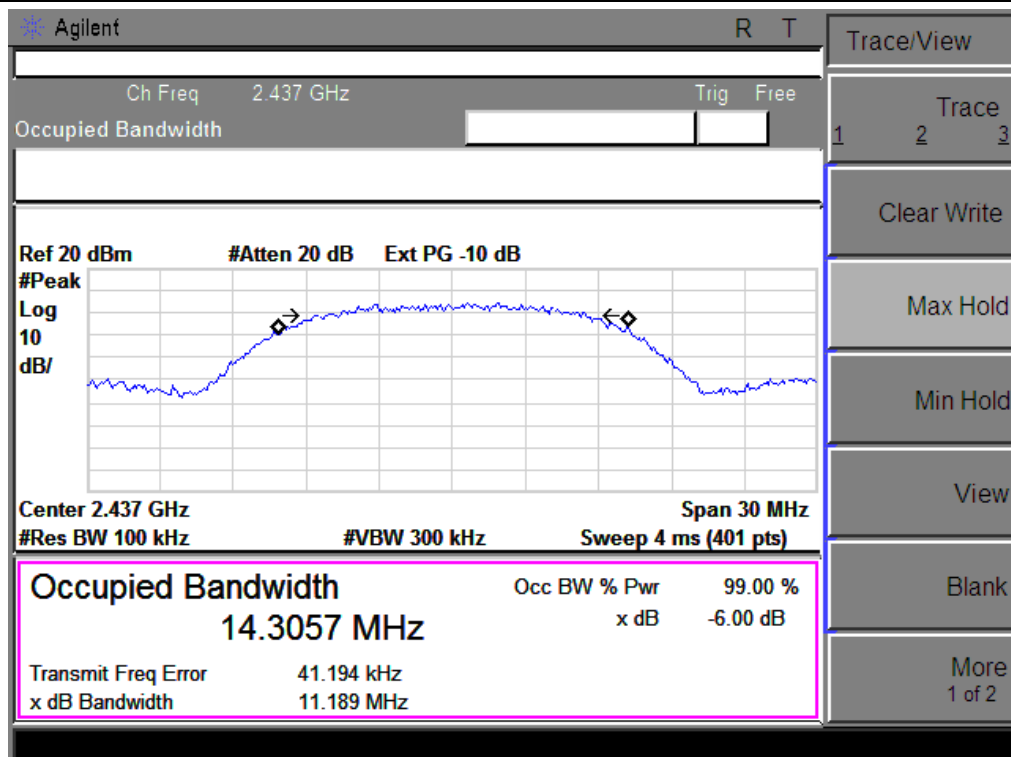 Agilent R T
Ch Freq 2.437 GHz Trig Free
Occupied Bandwidth
Ref 20 dBm #Atten 20 dB Ext PG -10 dB
#Peak
Log
10
dB/
Center 2.437 GHz Span 30 MHz
#Res BW 100 kHz #VBW 300 kHz Sweep 4 ms (401 pts)
Occupied Bandwidth Occ BW % Pwr 99.00 %
14.3057 MHz x dB -6.00 dB
Transmit Freq Error 41.194 kHz
x dB Bandwidth 11.189 MHz
Trace/View
Trace
1 2 3
Clear Write
Max Hold
Min Hold
View
Blank
More
1 of 2